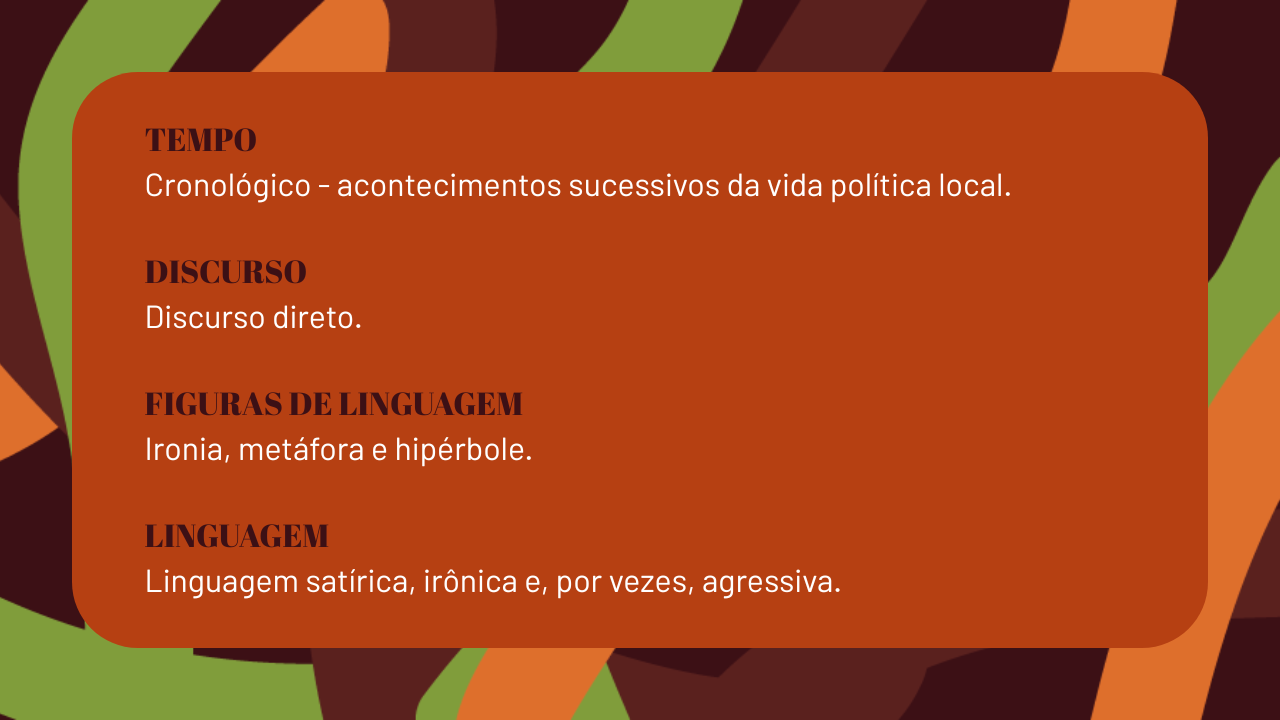 TEMPO
Cronológico - acontecimentos sucessivos da vida política local.
DISCURSO
Discurso direto.
FIGURAS DE LINGUAGEM
Ironia, metáfora e hipérbole.
LINGUAGEM
Linguagem satírica, irônica e, por vezes, agressiva.